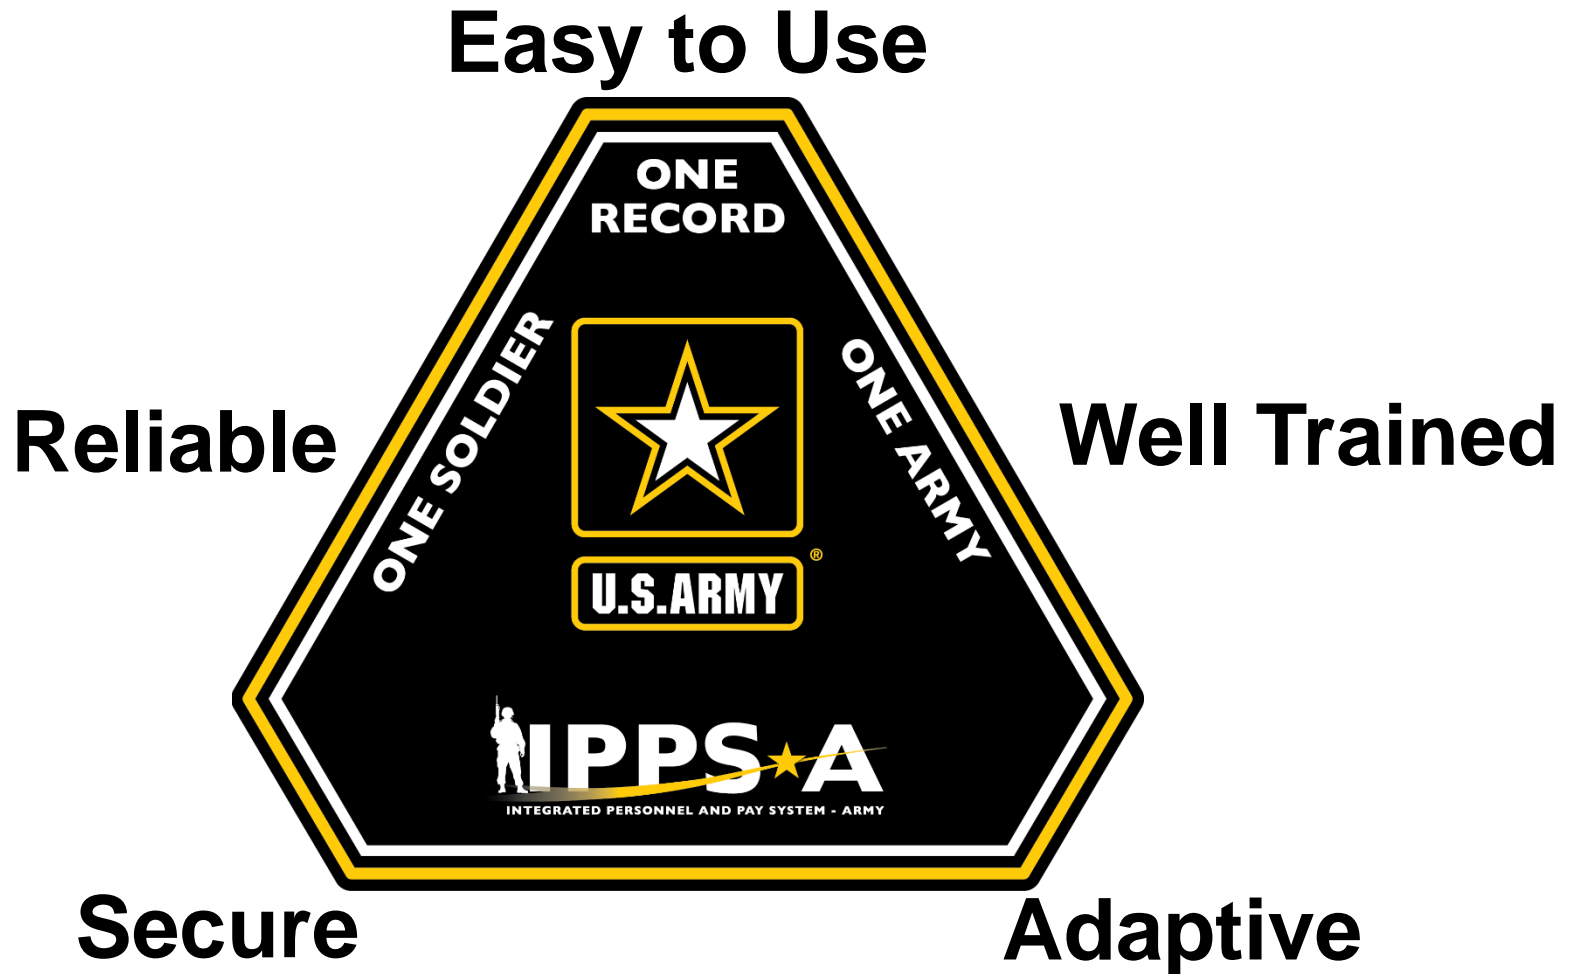 Easy to Use
ONE
RECORD
ONE SOLDIER
ONE ARMY
Reliable
Well Trained
®
U.S.ARMY
IPPS-A
INTEGRATED PERSONNEL AND PAY SYSTEM - ARMY
Secure
Adaptive